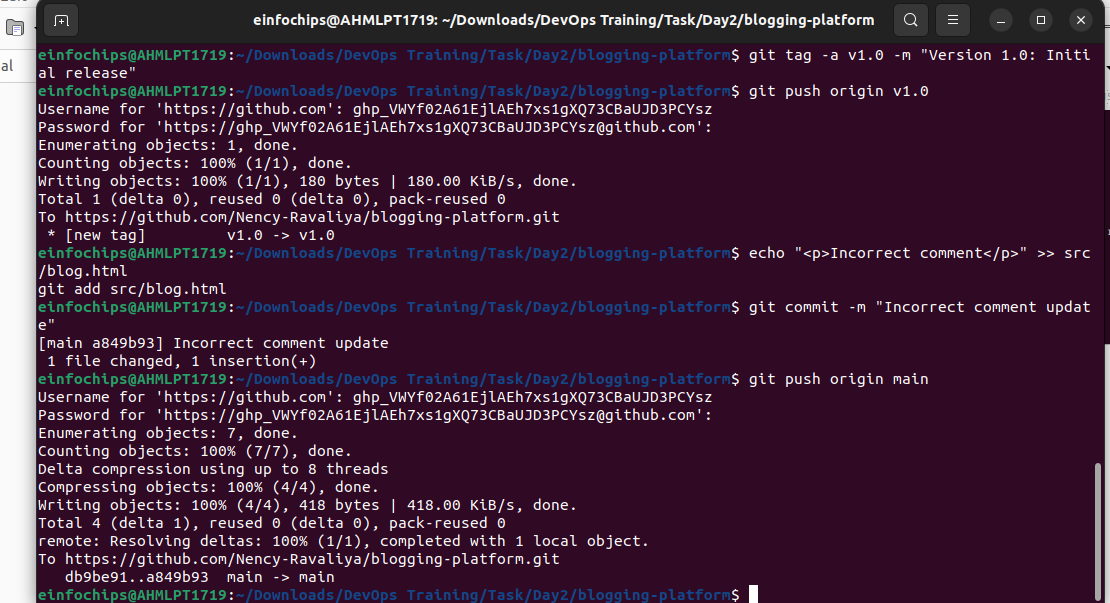 einfochips@AHMLPT1719: ~/Downloads/DevOps Training/Task/Day2/blogging-platform
al
einfochips@AHMLPT1719:~/Downloads/DevOps Training/Task/Day2/blogging-platform$ git tag -a v1.0 -m "Version 1.0: Initi
al release"
einfochips@AHMLPT1719:~/Downloads/DevOps Training/Task/Day2/blogging-platform$ git push origin v1.0
Username for 'https://github.com': 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
Password for 'https://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@github.com':
Enumerating objects: 1, done.
Counting objects: 100% (1/1), done.
Writing objects: 100% (1/1), 180 bytes | 180.00 KiB/s, done.
Total 1 (delta 0), reused 0 (delta 0), pack-reused 0
To https://github.com/Nency-Ravaliya/blogging-platform.git
 * [new tag]         v1.0 -> v1.0
einfochips@AHMLPT1719:~/Downloads/DevOps Training/Task/Day2/blogging-platform$ echo "<p>Incorrect comment</p>" >> src
/blog.html
git add src/blog.html
einfochips@AHMLPT1719:~/Downloads/DevOps Training/Task/Day2/blogging-platform$ git commit -m "Incorrect comment updat
e"
[main a849b93] Incorrect comment update
 1 file changed, 1 insertion(+)
einfochips@AHMLPT1719:~/Downloads/DevOps Training/Task/Day2/blogging-platform$ git push origin main
Username for 'https://github.com': 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
Password for 'https://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@github.com':
Enumerating objects: 7, done.
Counting objects: 100% (7/7), done.
Delta compression using up to 8 threads
Compressing objects: 100% (4/4), done.
Writing objects: 100% (4/4), 418 bytes | 418.00 KiB/s, done.
Total 4 (delta 1), reused 0 (delta 0), pack-reused 0
remote: Resolving deltas: 100% (1/1), completed with 1 local object.
To https://github.com/Nency-Ravaliya/blogging-platform.git
   db9be91..a849b93  main -> main
einfochips@AHMLPT1719:~/Downloads/DevOps Training/Task/Day2/blogging-platform$